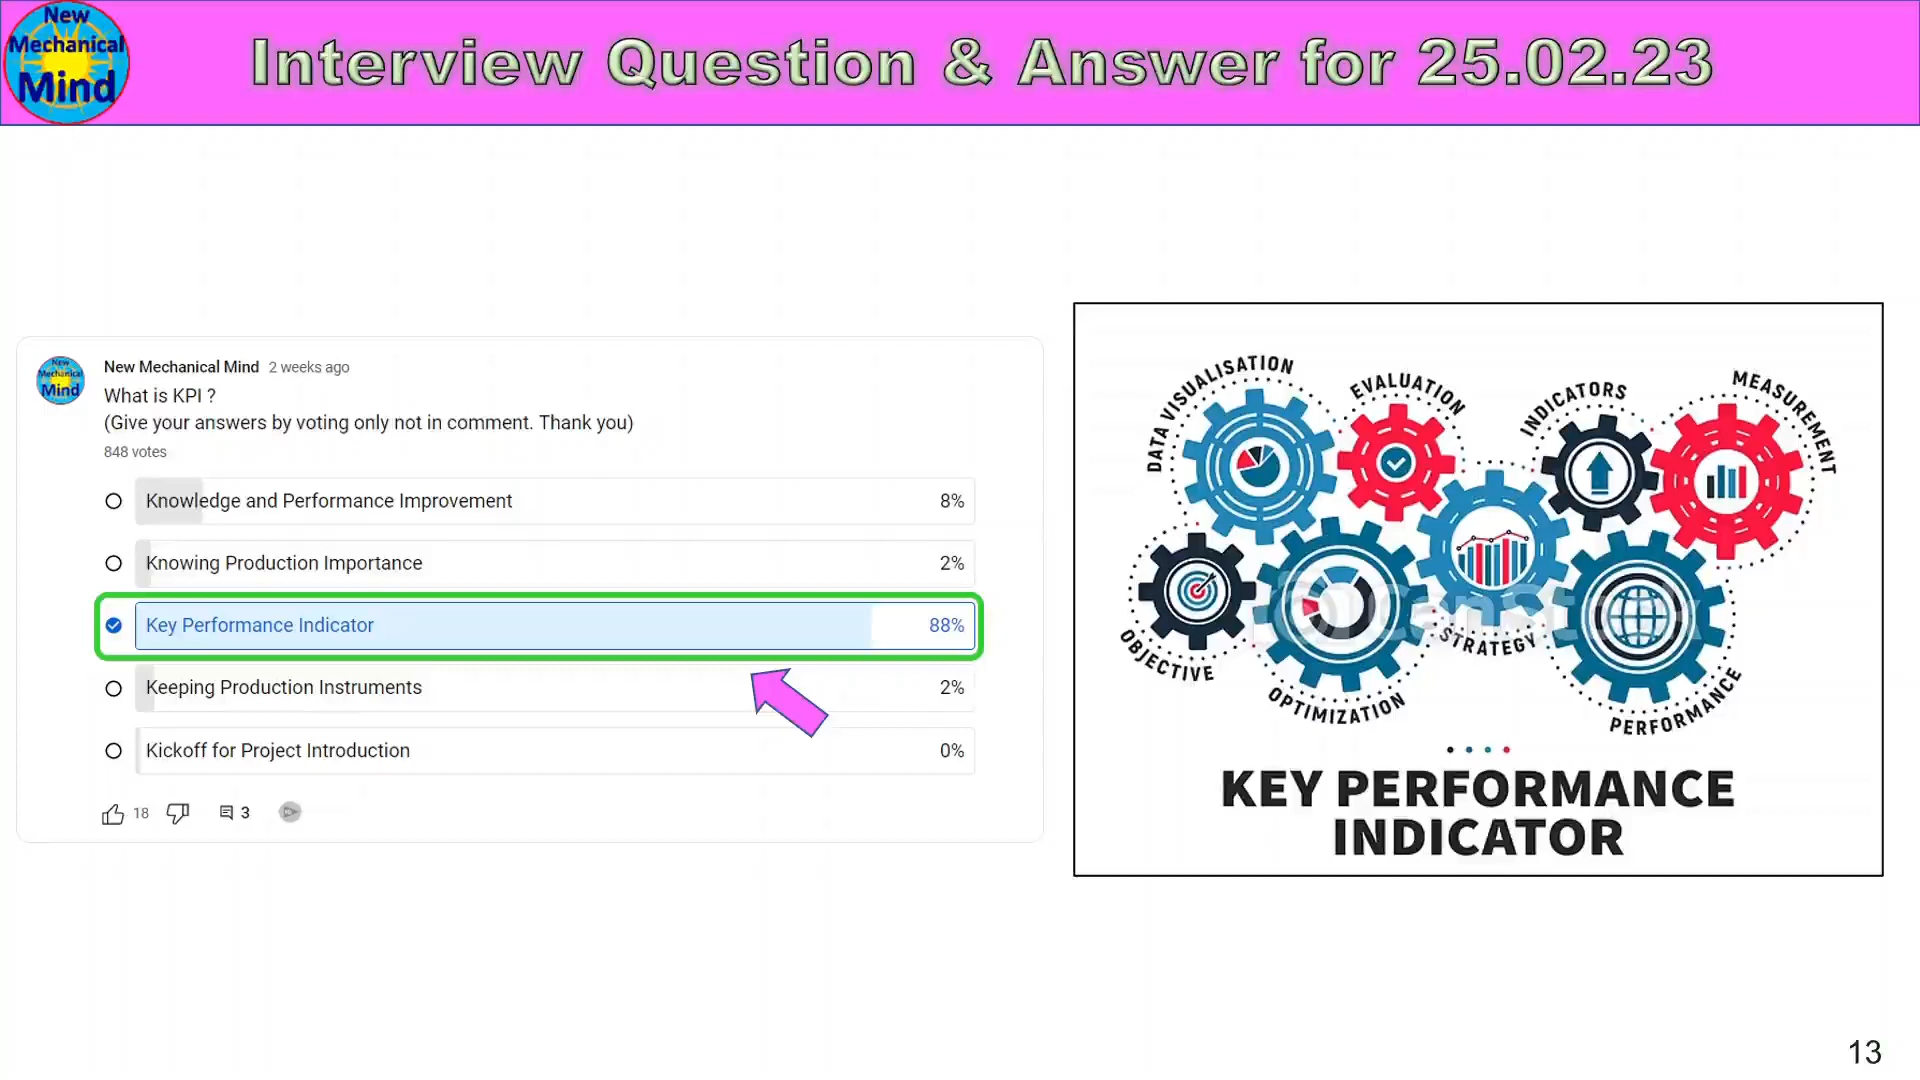 New
Mechanical
Mind
Interview Question & Answer for 25.02.23
New
Mechanical
Mind
New Mechanical Mind 2 weeks ago
What is KPI ?
(Give your answers by voting only not in comment. Thank you)
848 votes
Knowledge and Performance Improvement 8%
Knowing Production Importance 2%
Key Performance Indicator 88%
Keeping Production Instruments 2%
Kickoff for Project Introduction 0%
18 3
DATA VISUALISATION
EVALUATION
INDICATORS
MEASUREMENT
OBJECTIVE
OPTIMIZATION
STRATEGY
PERFORMANCE
KEY PERFORMANCE
INDICATOR
13